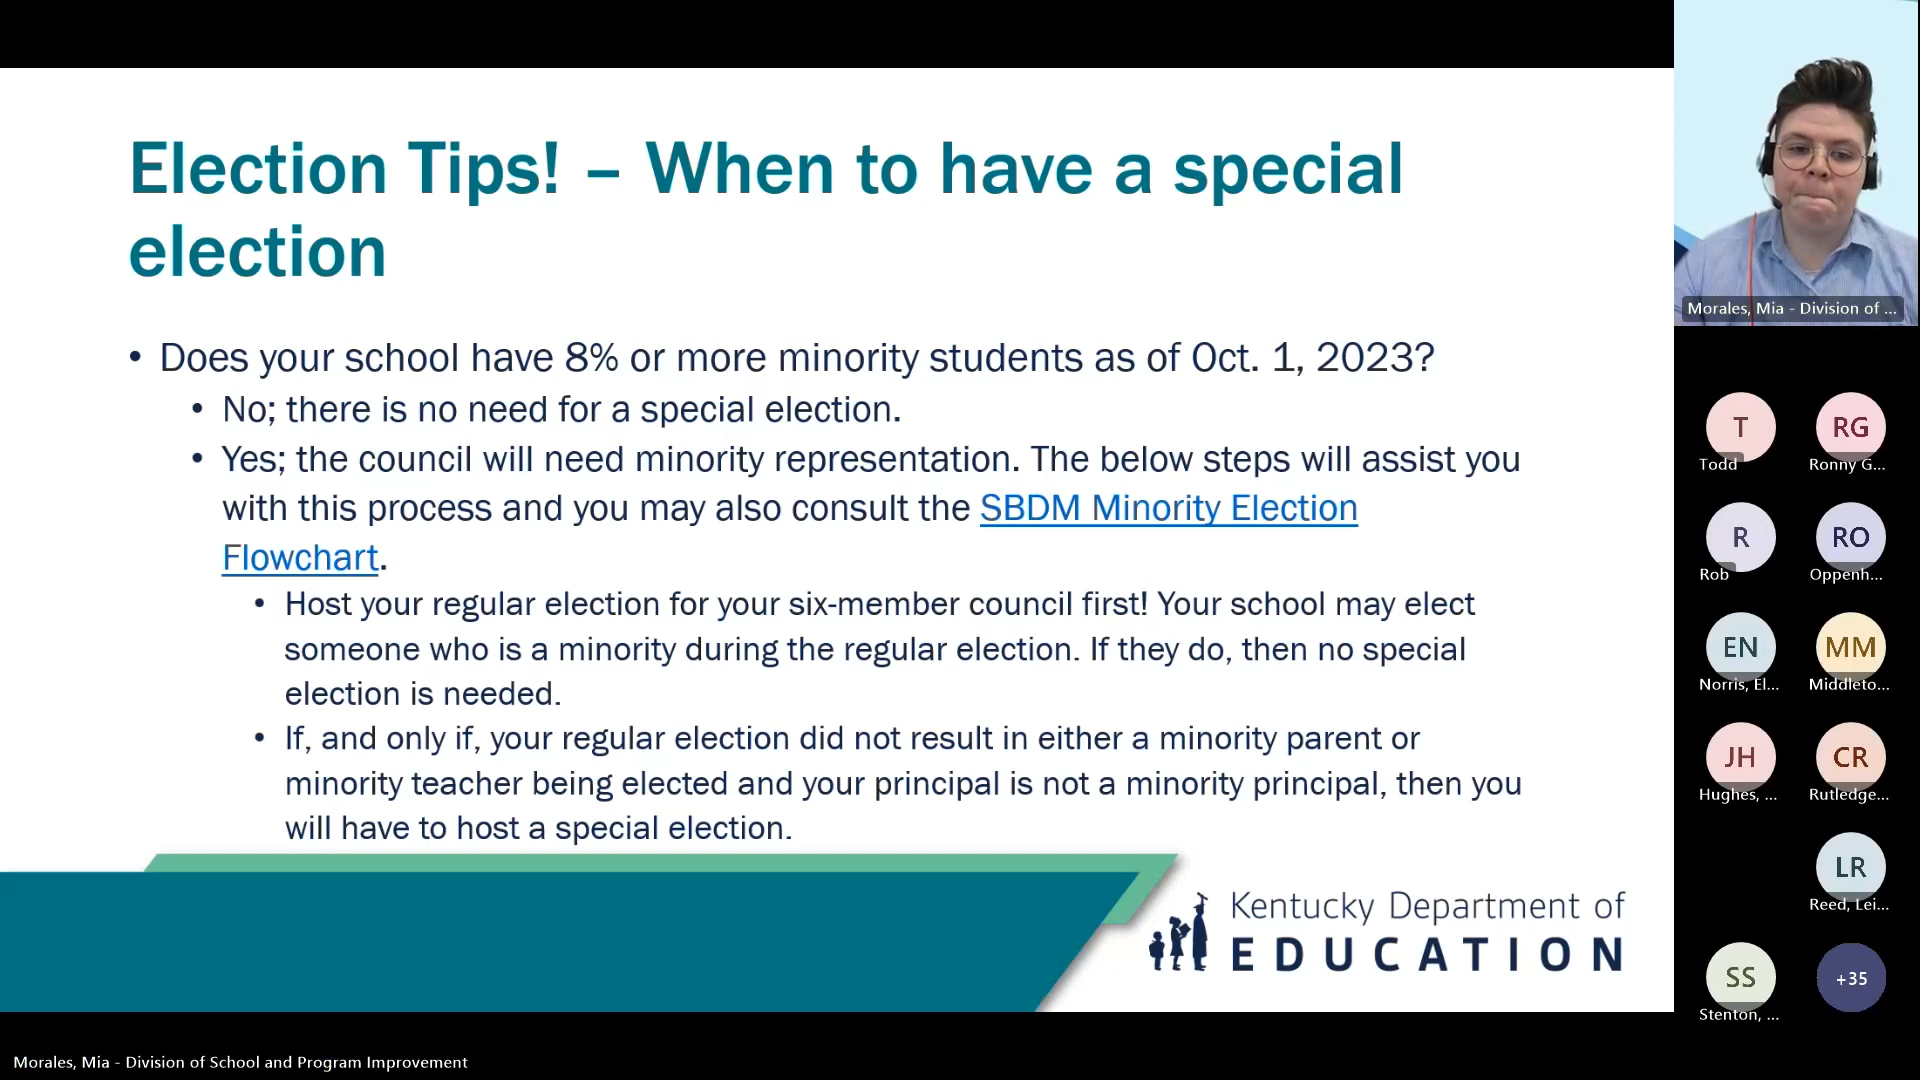 Election Tips! – When to have a special
election
• Does your school have 8% or more minority students as of Oct. 1, 2023?
• No; there is no need for a special election.
• Yes; the council will need minority representation. The below steps will assist you
with this process and you may also consult the SBDM Minority Election
Flowchart.
• Host your regular election for your six-member council first! Your school may elect
someone who is a minority during the regular election. If they do, then no special
election is needed.
• If, and only if, your regular election did not result in either a minority parent or
minority teacher being elected and your principal is not a minority principal, then you
will have to host a special election.
Kentucky Department of
EDUCATION
Morales, Mia - Division of ...
T
Todd
RG
Ronny G...
R
Rob
RO
Oppenh...
EN
Norris, El...
MM
Middleto...
JH
Hughes, ...
CR
Rutledge...
LR
Reed, Lei...
SS
Stenton, ...
+35
Morales, Mia - Division of School and Program Improvement